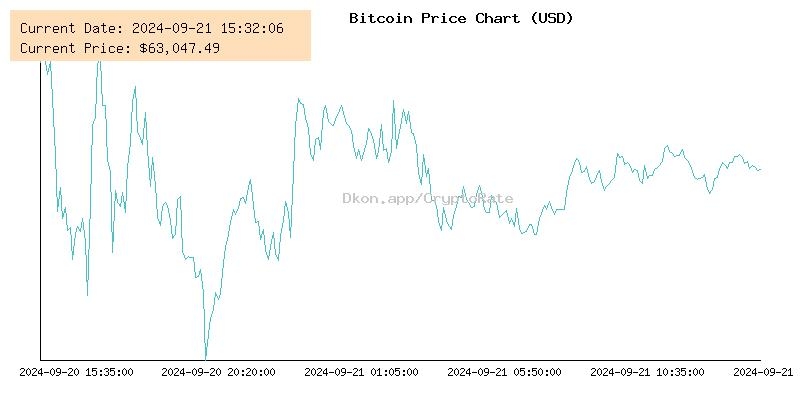 Bitcoin Price Chart (USD)
Current Date: 2024-09-21 15:32:06
Current Price: $63,047.49
Dkon.app/CryptoRate
2024-09-20 15:35:00 2024-09-20 20:20:00 2024-09-21 01:05:00 2024-09-21 05:50:00 2024-09-21 10:35:00 2024-09-21